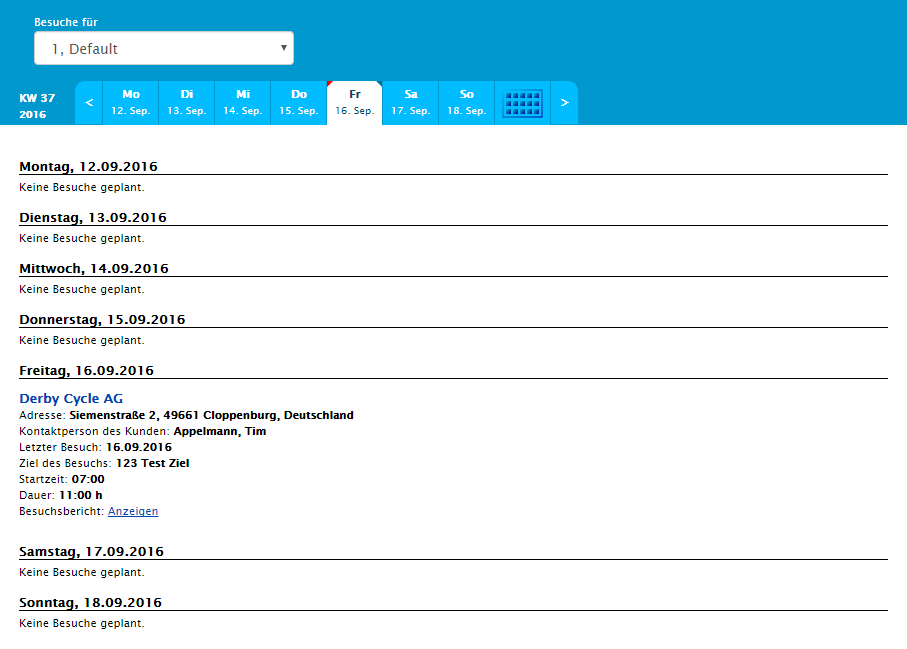 Besuche für
1, Default
KW 37
2016
<
Mo
12. Sep.
Di
13. Sep.
Mi
14. Sep.
Do
15. Sep.
Fr
16. Sep.
Sa
17. Sep.
So
18. Sep.
>
Montag, 12.09.2016
Keine Besuche geplant.
Dienstag, 13.09.2016
Keine Besuche geplant.
Mittwoch, 14.09.2016
Keine Besuche geplant.
Donnerstag, 15.09.2016
Keine Besuche geplant.
Freitag, 16.09.2016
Derby Cycle AG
Adresse: Siemenstraße 2, 49661 Cloppenburg, Deutschland
Kontaktperson des Kunden: Appelmann, Tim
Letzter Besuch: 16.09.2016
Ziel des Besuchs: 123 Test Ziel
Startzeit: 07:00
Dauer: 11:00 h
Besuchsbericht: Anzeigen
Samstag, 17.09.2016
Keine Besuche geplant.
Sonntag, 18.09.2016
Keine Besuche geplant.